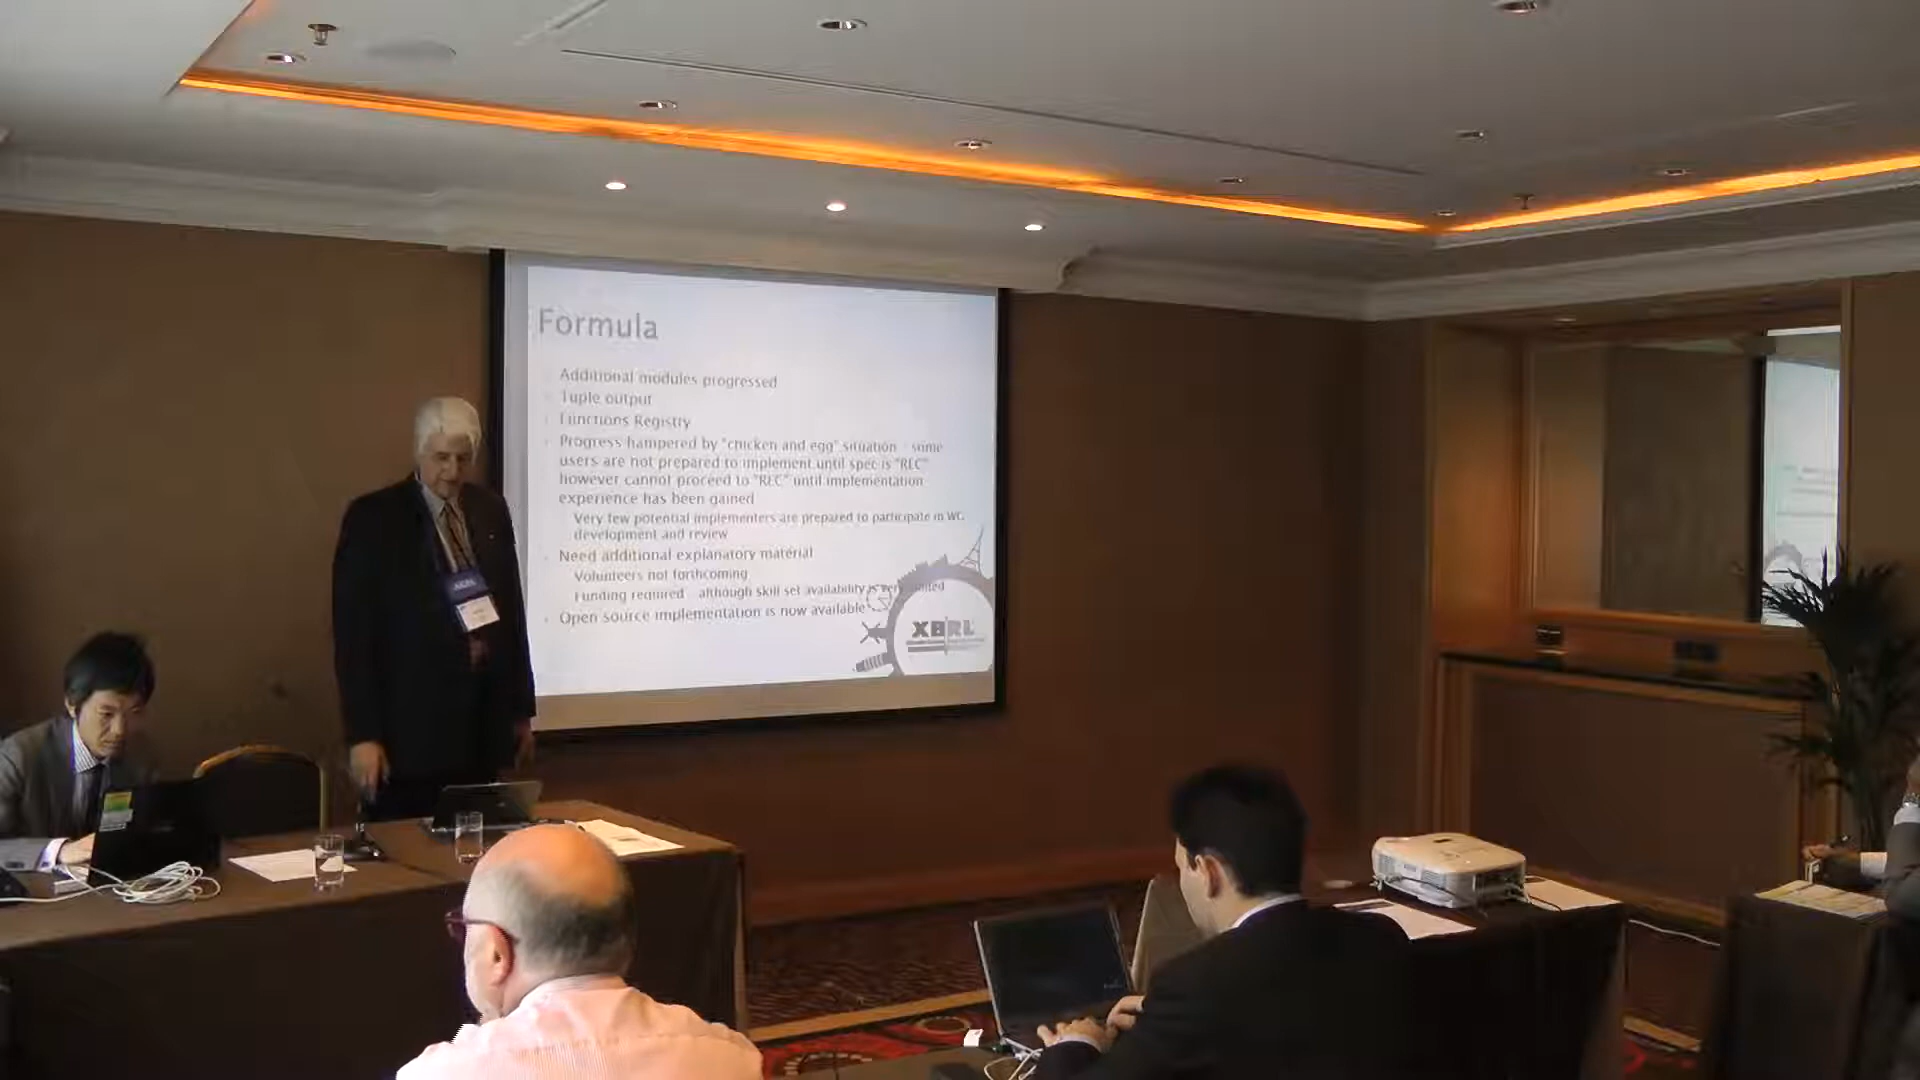 Formula
Additional modules progressed
Tuple output
Functions Registry
Progress hampered by "chicken and egg" situation - some
users are not prepared to implement until spec is "REC"
however cannot proceed to "REC" until implementation
experience has been gained
Very few potential implementers are prepared to participate in WG
development and review
Need additional explanatory material
Volunteers not forthcoming
Funding required - although skill set availability is very limited
Open source implementation is now available
XBRL